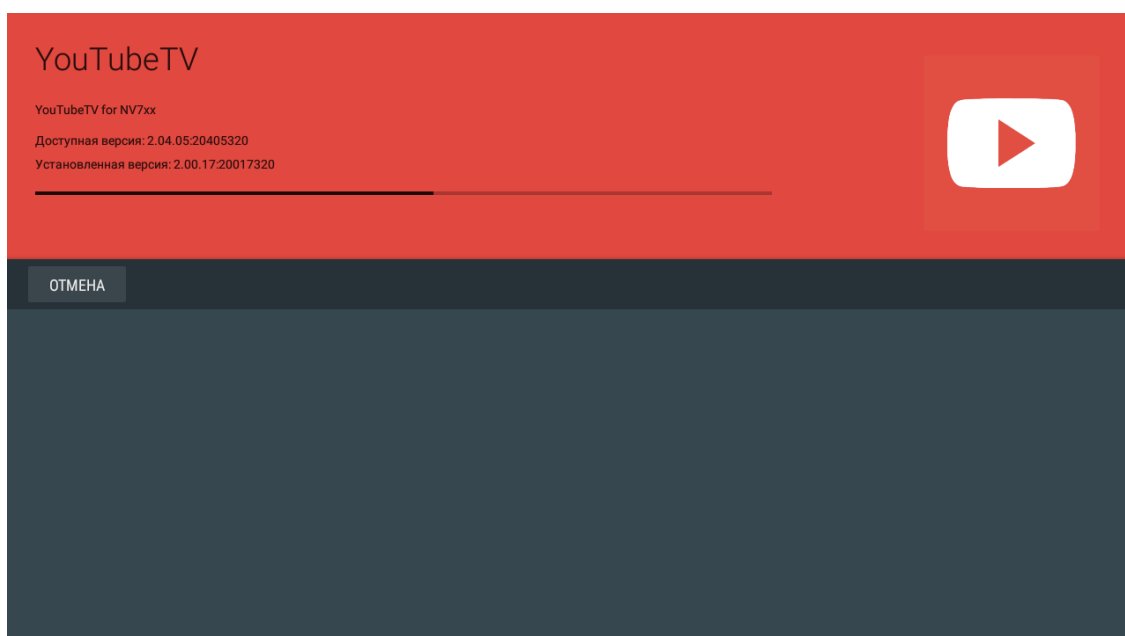 YouTubeTV
YouTubeTV for NV7xx
Доступная версия: 2.04.05:20405320
Установленная версия: 2.00.17:20017320
ОТМЕНА